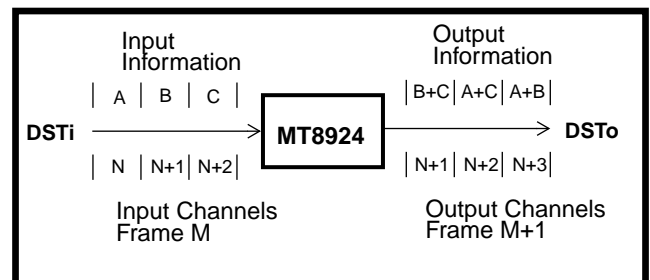 Input
Information
Output
Information
| A | B | C |
|B+C|A+C|A+B|
DSTi
MT8924
DSTo
| N |N+1|N+2|
|N+1|N+2|N+3|
Input Channels
Frame M
Output Channels
Frame M+1